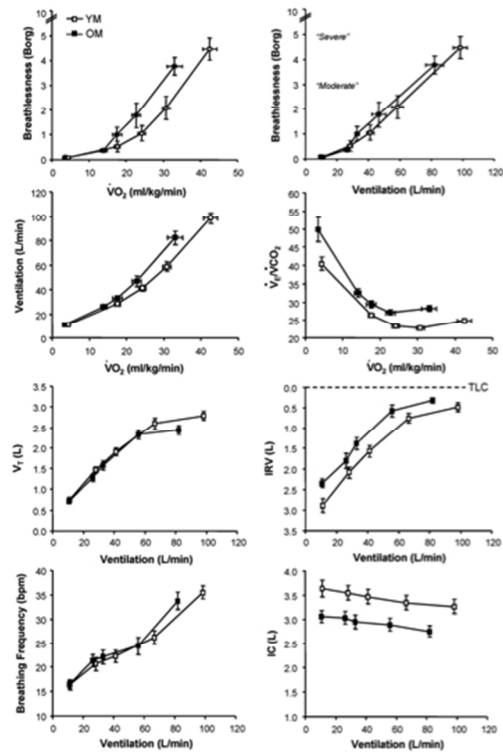 YM
OM
Breathlessness (Borg)
5
4
3
2
1
0
0 10 20 30 40 50
V̇O₂ (ml/kg/min)
Breathlessness (Borg)
"Severe"
"Moderate"
5
4
3
2
1
0
0 20 40 60 80 100 120
Ventilation (L/min)
Ventilation (L/min)
120
100
80
60
40
20
0
0 10 20 30 40 50
V̇O₂ (ml/kg/min)
V̇E/V̇CO₂
55
50
45
40
35
30
25
20
0 10 20 30 40 50
V̇O₂ (ml/kg/min)
VT (L)
3.5
3.0
2.5
2.0
1.5
1.0
0.5
0.0
0 20 40 60 80 100 120
Ventilation (L/min)
IRV (L)
TLC
0.0
0.5
1.0
1.5
2.0
2.5
3.0
3.5
0 20 40 60 80 100 120
Ventilation (L/min)
Breathing Frequency (bpm)
40
35
30
25
20
15
10
0 20 40 60 80 100 120
Ventilation (L/min)
IC (L)
4.0
3.5
3.0
2.5
2.0
1.5
1.0
0.5
0.0
0 20 40 60 80 100 120
Ventilation (L/min)